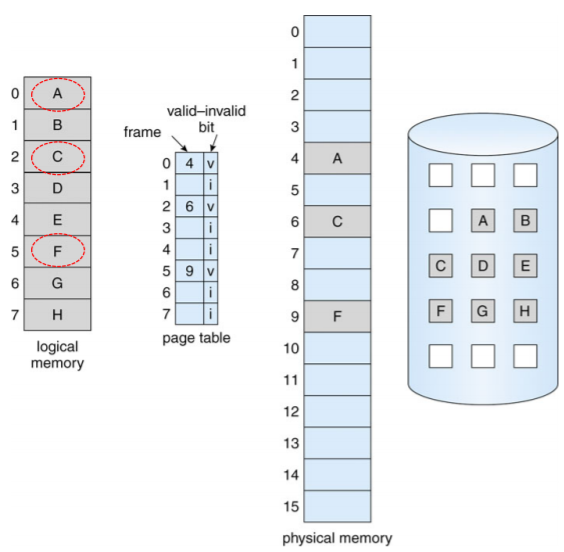 0 A
1 B
2 C
3 D
4 E
5 F
6 G
7 H
logical
memory
valid–invalid
bit
frame
0 4 v
1 i
2 6 v
3 i
4 i
5 9 v
6 i
7 i
page table
0
1
2
3
4 A
5
6 C
7
8
9 F
10
11
12
13
14
15
physical memory
A B
C D E
F G H